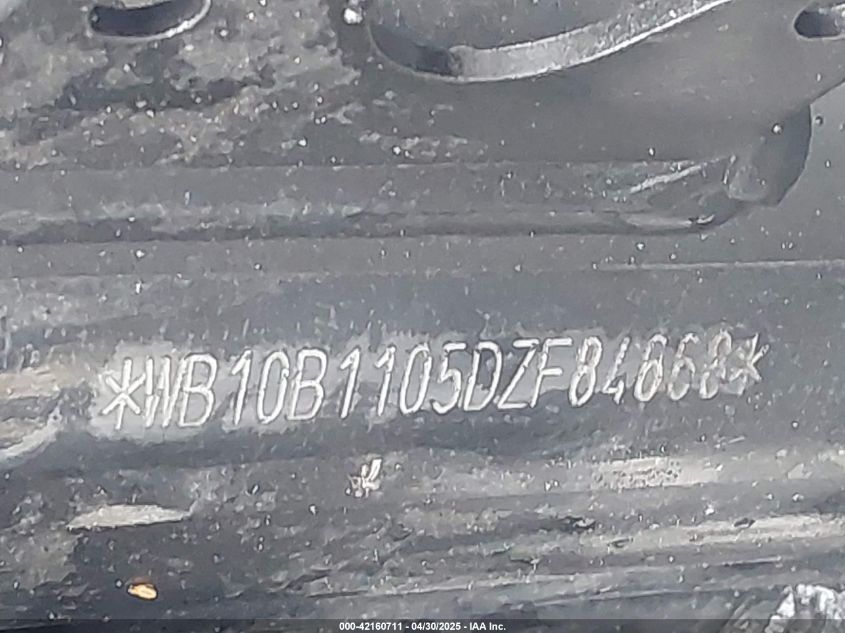 *WB10B1105DZF84668*
000-42160711 - 04/30/2025 - IAA Inc.